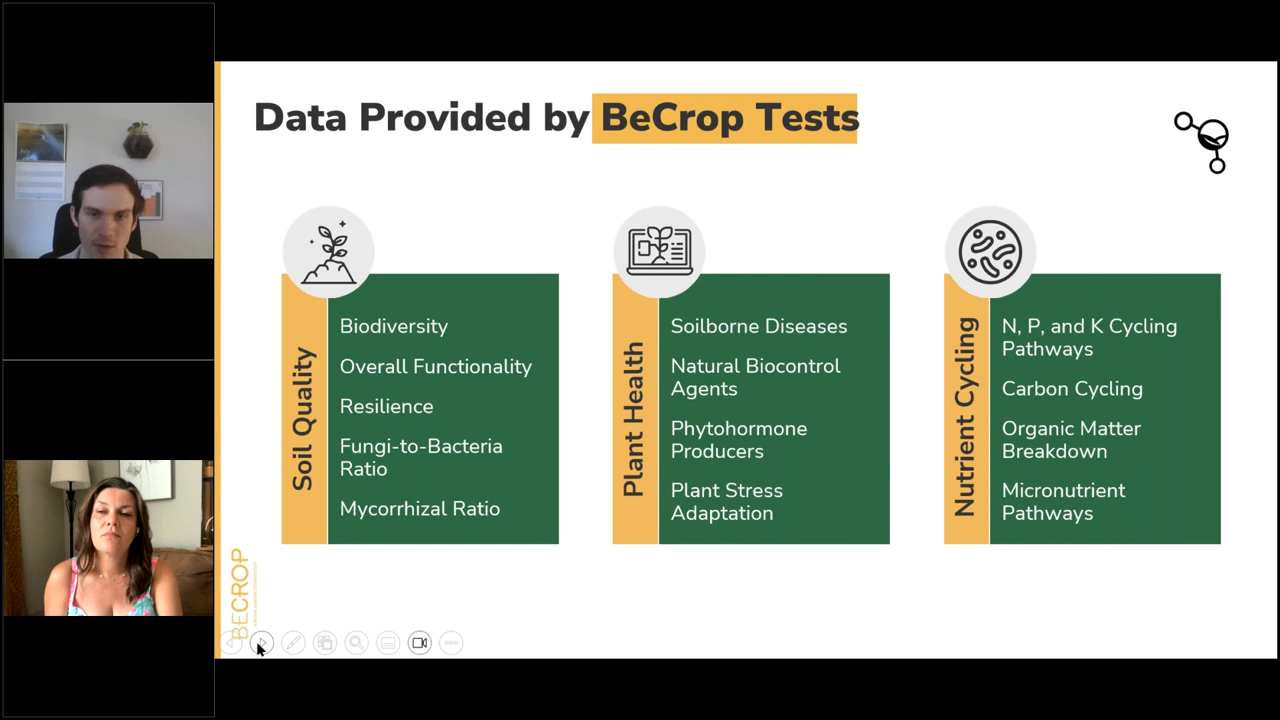 Data Provided by BeCrop Tests
Soil Quality
Biodiversity
Overall Functionality
Resilience
Fungi-to-Bacteria
Ratio
Mycorrhizal Ratio
Plant Health
Soilborne Diseases
Natural Biocontrol
Agents
Phytohormone
Producers
Plant Stress
Adaptation
Nutrient Cycling
N, P, and K Cycling
Pathways
Carbon Cycling
Organic Matter
Breakdown
Micronutrient
Pathways
BECROP